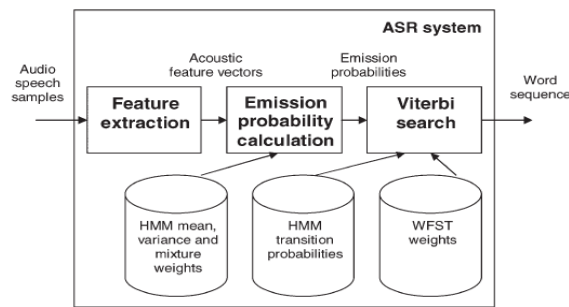 ASR system
Audio
speech
samples
Acoustic
feature vectors
Emission
probabilities
Word
sequence
Feature
extraction
Emission
probability
calculation
Viterbi
search
HMM mean,
variance and
mixture
weights
HMM
transition
probabilities
WFST
weights